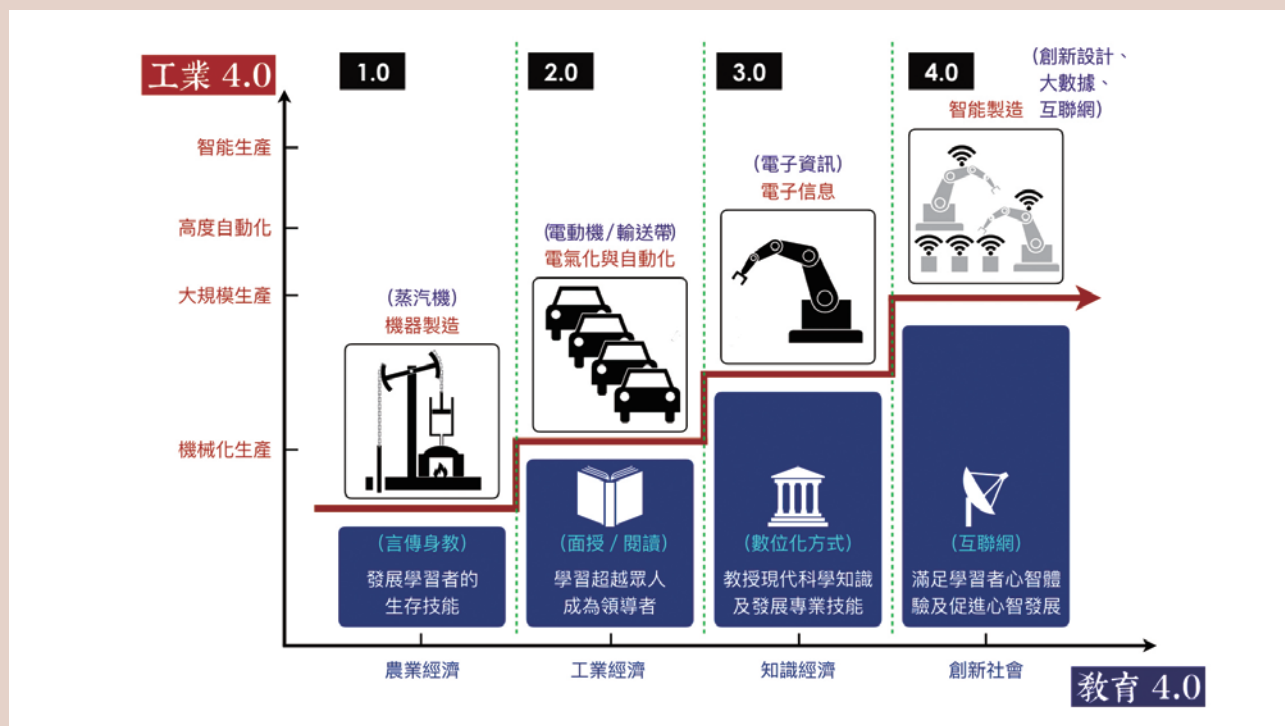 工業 4.0
1.0
2.0
3.0
4.0
(創新設計、
大數據、
互聯網)
智能製造
智能生產
高度自動化
大規模生產
機械化生產
(電子資訊)
電子信息
(電動機/輸送帶)
電氣化與自動化
(蒸汽機)
機器製造
(言傳身教)
發展學習者的
生存技能
(面授 / 閱讀)
學習超越眾人
成為領導者
(數位化方式)
教授現代科學知識
及發展專業技能
(互聯網)
滿足學習者心智體
驗及促進心智發展
農業經濟
工業經濟
知識經濟
創新社會
教育 4.0